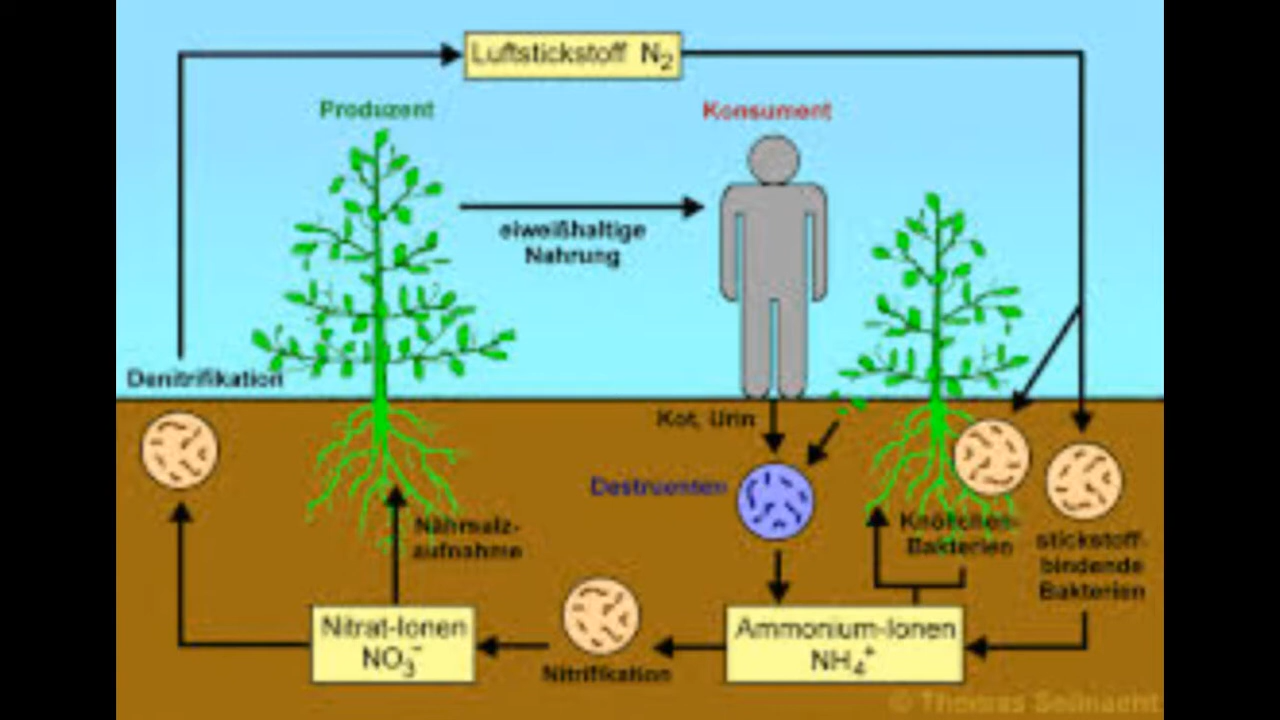 Luftstickstoff N₂
Produzent
Konsument
eiweißhaltige
Nahrung
Denitrifikation
Kot, Urin
Destruenten
Nährsalz-
aufnahme
Knöllchen-
Bakterien
stickstoff-
bindende
Bakterien
Nitrat-Ionen
NO₃⁻
Nitrifikation
Ammonium-Ionen
NH₄⁺
© Thomas Seilnacht